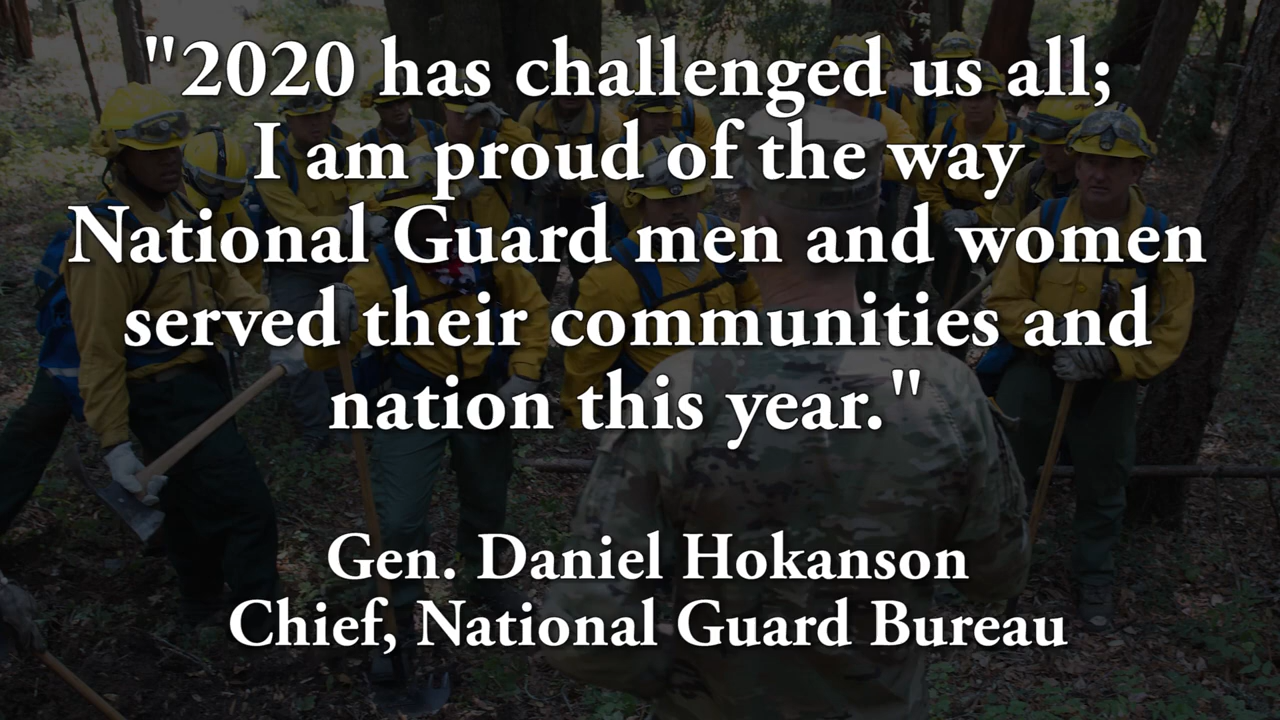 "2020 has challenged us all;
I am proud of the way
National Guard men and women
served their communities and
nation this year."
Gen. Daniel Hokanson
Chief, National Guard Bureau